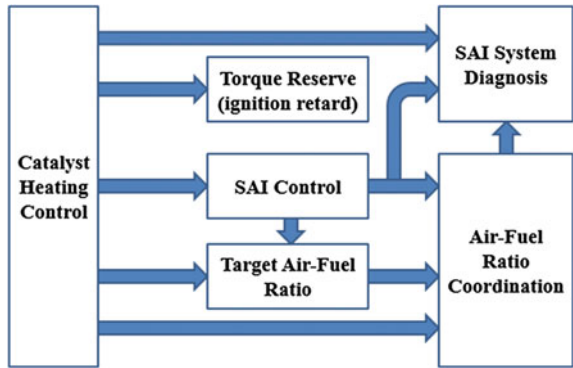 Catalyst
Heating
Control
Torque Reserve
(ignition retard)
SAI Control
Target Air-Fuel
Ratio
SAI System
Diagnosis
Air-Fuel
Ratio
Coordination